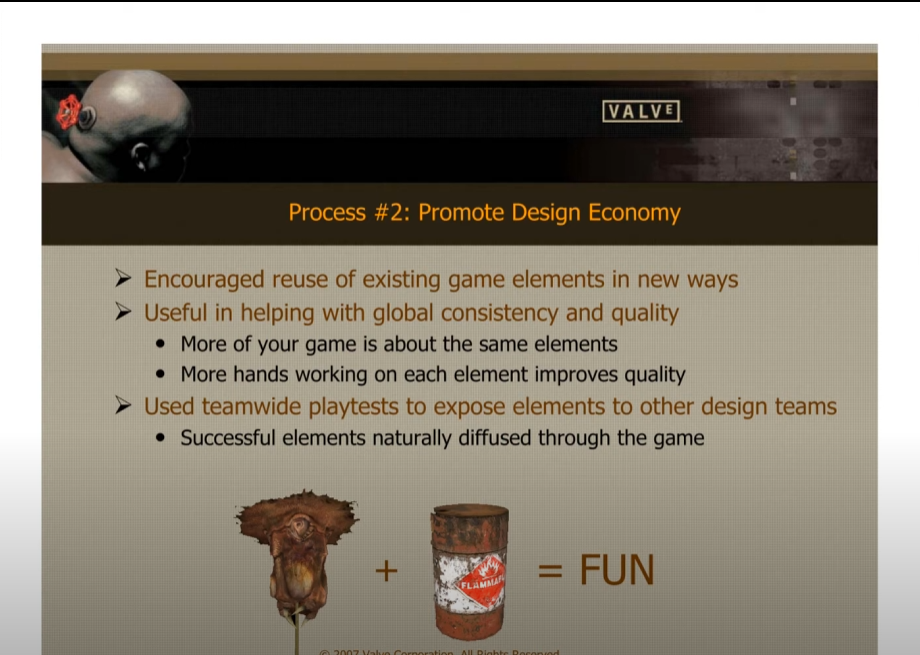 VALVE
Process #2: Promote Design Economy
➢ Encouraged reuse of existing game elements in new ways
➢ Useful in helping with global consistency and quality
• More of your game is about the same elements
• More hands working on each element improves quality
➢ Used teamwide playtests to expose elements to other design teams
• Successful elements naturally diffused through the game
+ = FUN
© 2007 Valve Corporation. All Rights Reserved.